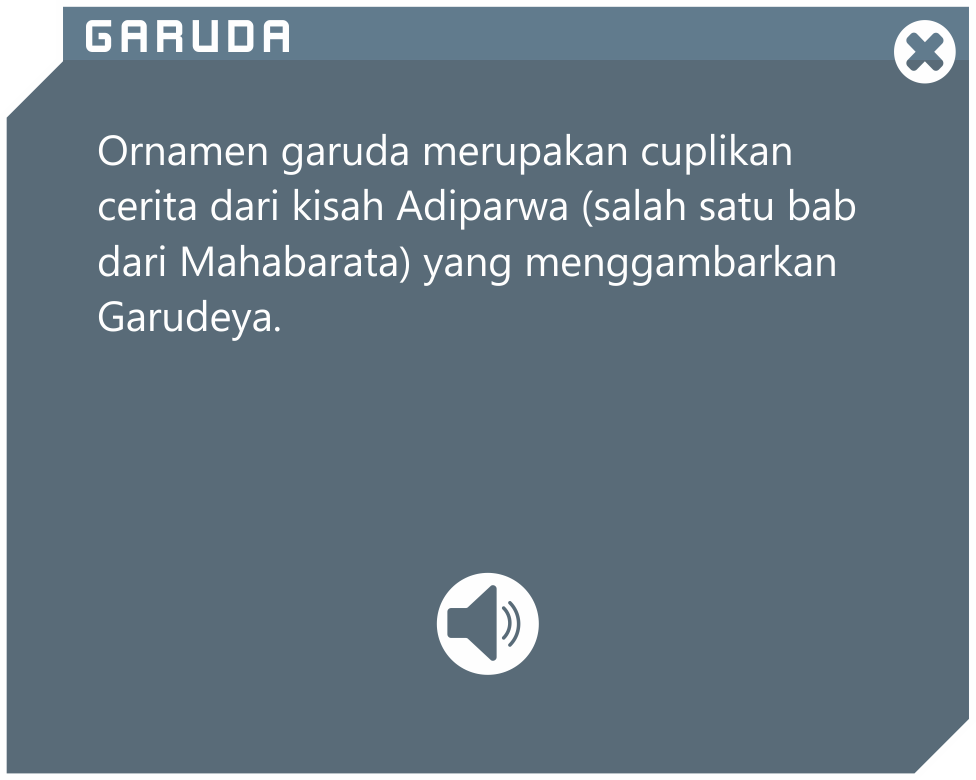 GARUDA
Ornamen garuda merupakan cuplikan
cerita dari kisah Adiparwa (salah satu bab
dari Mahabarata) yang menggambarkan
Garudeya.